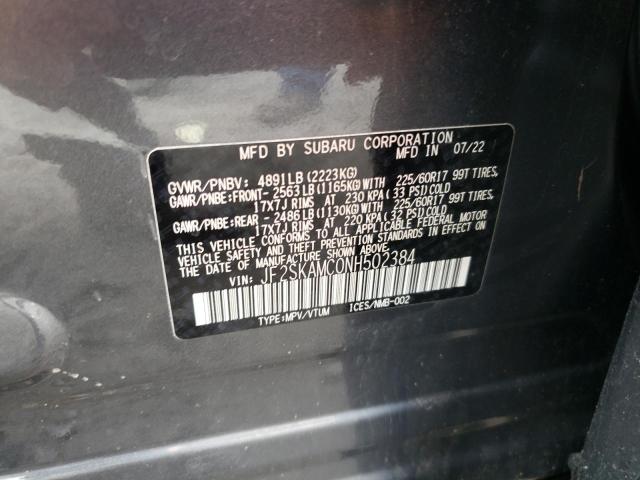 MFD BY SUBARU CORPORATION
MFD IN 07/22
GVWR/PNBV: 4891LB (2223KG)
GAWR/PNBE:FRONT- 2563LB(1165KG)WITH 225/60R17 99T TIRES,
17X7J RIMS AT 230 KPA (33 PSI)COLD
GAWR/PNBE:REAR - 2486LB(1130KG)WITH 225/60R17 99T TIRES,
17X7J RIMS AT 220 KPA (32 PSI)COLD
THIS VEHICLE CONFORMS TO ALL APPLICABLE FEDERAL MOTOR
VEHICLE SAFETY AND THEFT PREVENTION STANDARDS IN EFFECT ON
THE DATE OF MANUFACTURE SHOWN ABOVE.
VIN: JF2SKAMC0NH502384
TYPE:MPV/VTUM ICES/NMB-002